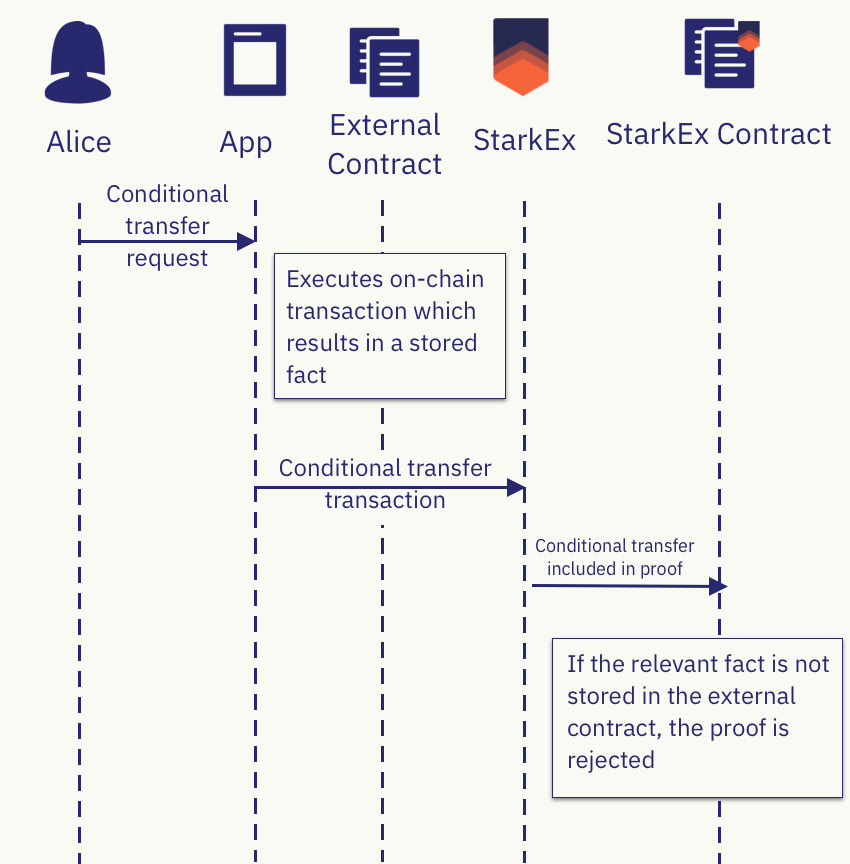 Alice
App
External
Contract
StarkEx
StarkEx Contract
Conditional
transfer
request
Executes on-chain
transaction which
results in a stored
fact
Conditional transfer
transaction
Conditional transfer
included in proof
If the relevant fact is not
stored in the external
contract, the proof is
rejected